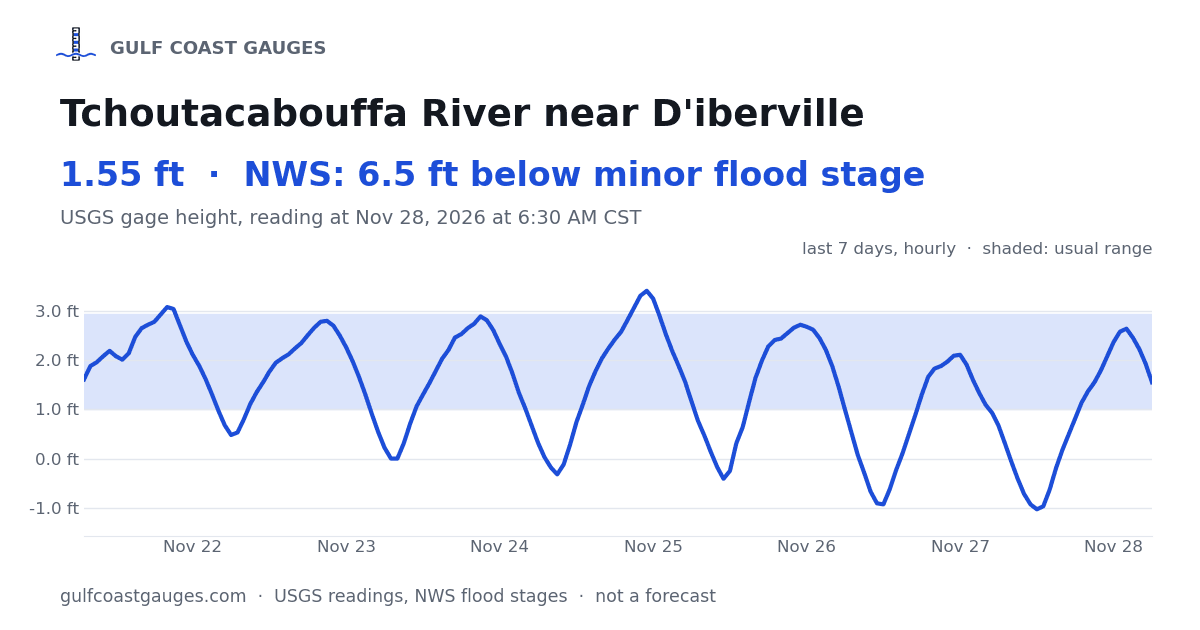 GULF COAST GAUGES
Tchoutacabouffa River near D'iberville
1.55 ft · NWS: 6.5 ft below minor flood stage
USGS gage height, reading at Nov 28, 2026 at 6:30 AM CST
last 7 days, hourly · shaded: usual range
3.0 ft
2.0 ft
1.0 ft
0.0 ft
-1.0 ft
Nov 22 Nov 23 Nov 24 Nov 25 Nov 26 Nov 27 Nov 28
gulfcoastgauges.com · USGS readings, NWS flood stages · not a forecast